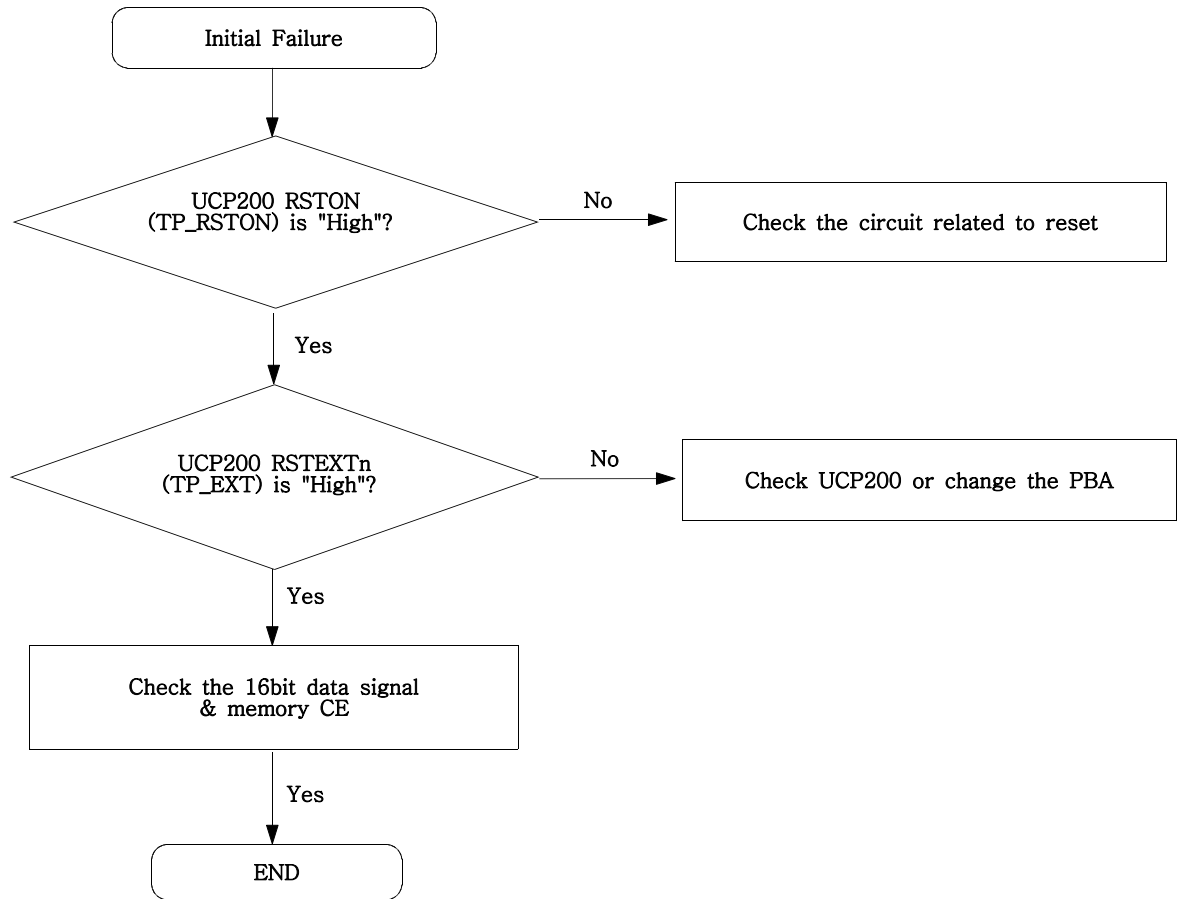 Initial Failure
UCP200 RSTON
(TP_RSTON) is "High"?
No
Check the circuit related to reset
Yes
UCP200 RSTEXTn
(TP_EXT) is "High"?
No
Check UCP200 or change the PBA
Yes
Check the 16bit data signal
& memory CE
Yes
END